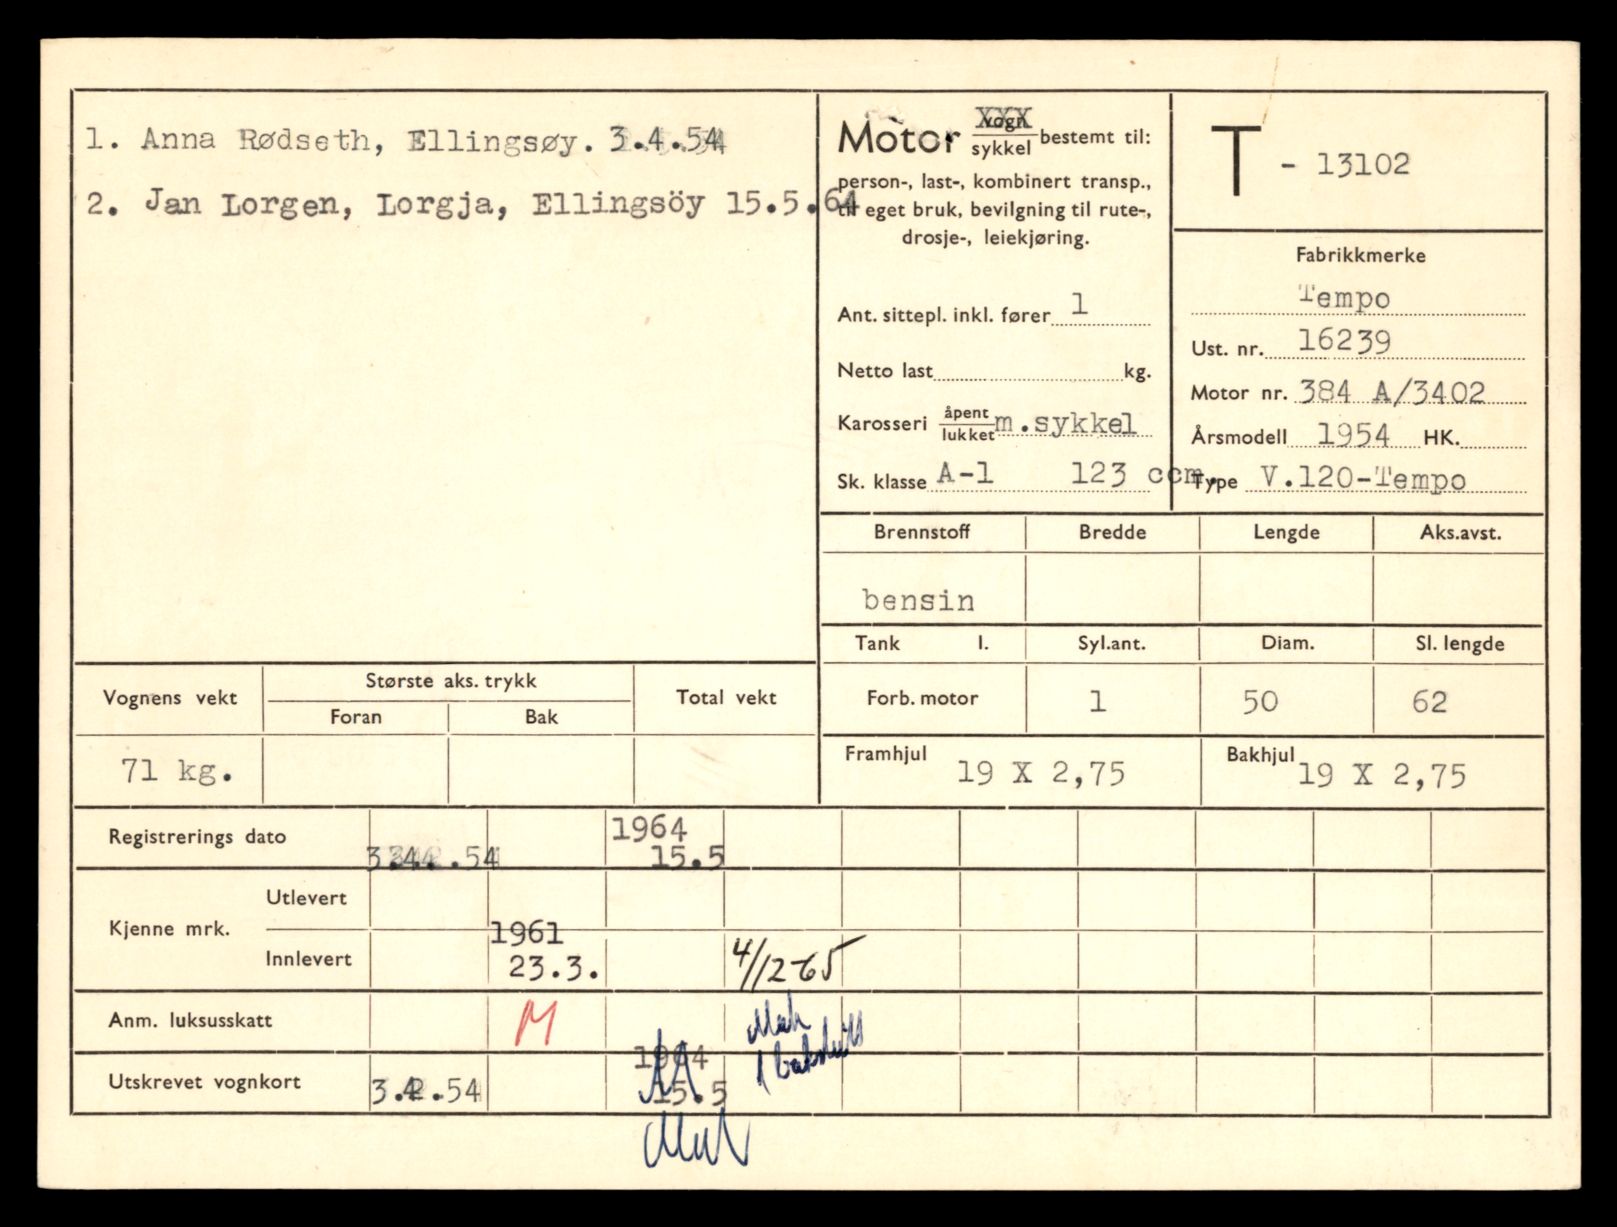 1. Anna Rødseth, Ellingsøy. 3.4.54
2. Jan Lorgen, Lorgja, Ellingsöy 15.5.64
Motor vogn/sykkel bestemt til:
XXX
person-, last-, kombinert transp.,
til eget bruk, bevilgning til rute-,
drosje-, leiekjøring.
Ant. sittepl. inkl. fører 1
Netto last kg.
Karosseri åpent/lukket m.sykkel
Sk. klasse A-1 123 ccm.
T - 13102
Fabrikkmerke
Tempo
Ust. nr. 16239
Motor nr. 384 A/3402
Årsmodell 1954 HK.
Type V.120-Tempo
Brennstoff Bredde Lengde Aks.avst.
bensin
Tank l. Syl.ant. Diam. Sl. lengde
Forb. motor 1 50 62
Framhjul 19 X 2,75 Bakhjul 19 X 2,75
Vognens vekt Største aks. trykk Total vekt
Foran Bak
71 kg.
Registrerings dato 3.4.54 1964 15.5
Kjenne mrk.
Utlevert
Innlevert 1961 23.3. 4/12-65
Anm. luksusskatt M
Utskrevet vognkort 3.4.54 1964 15.5